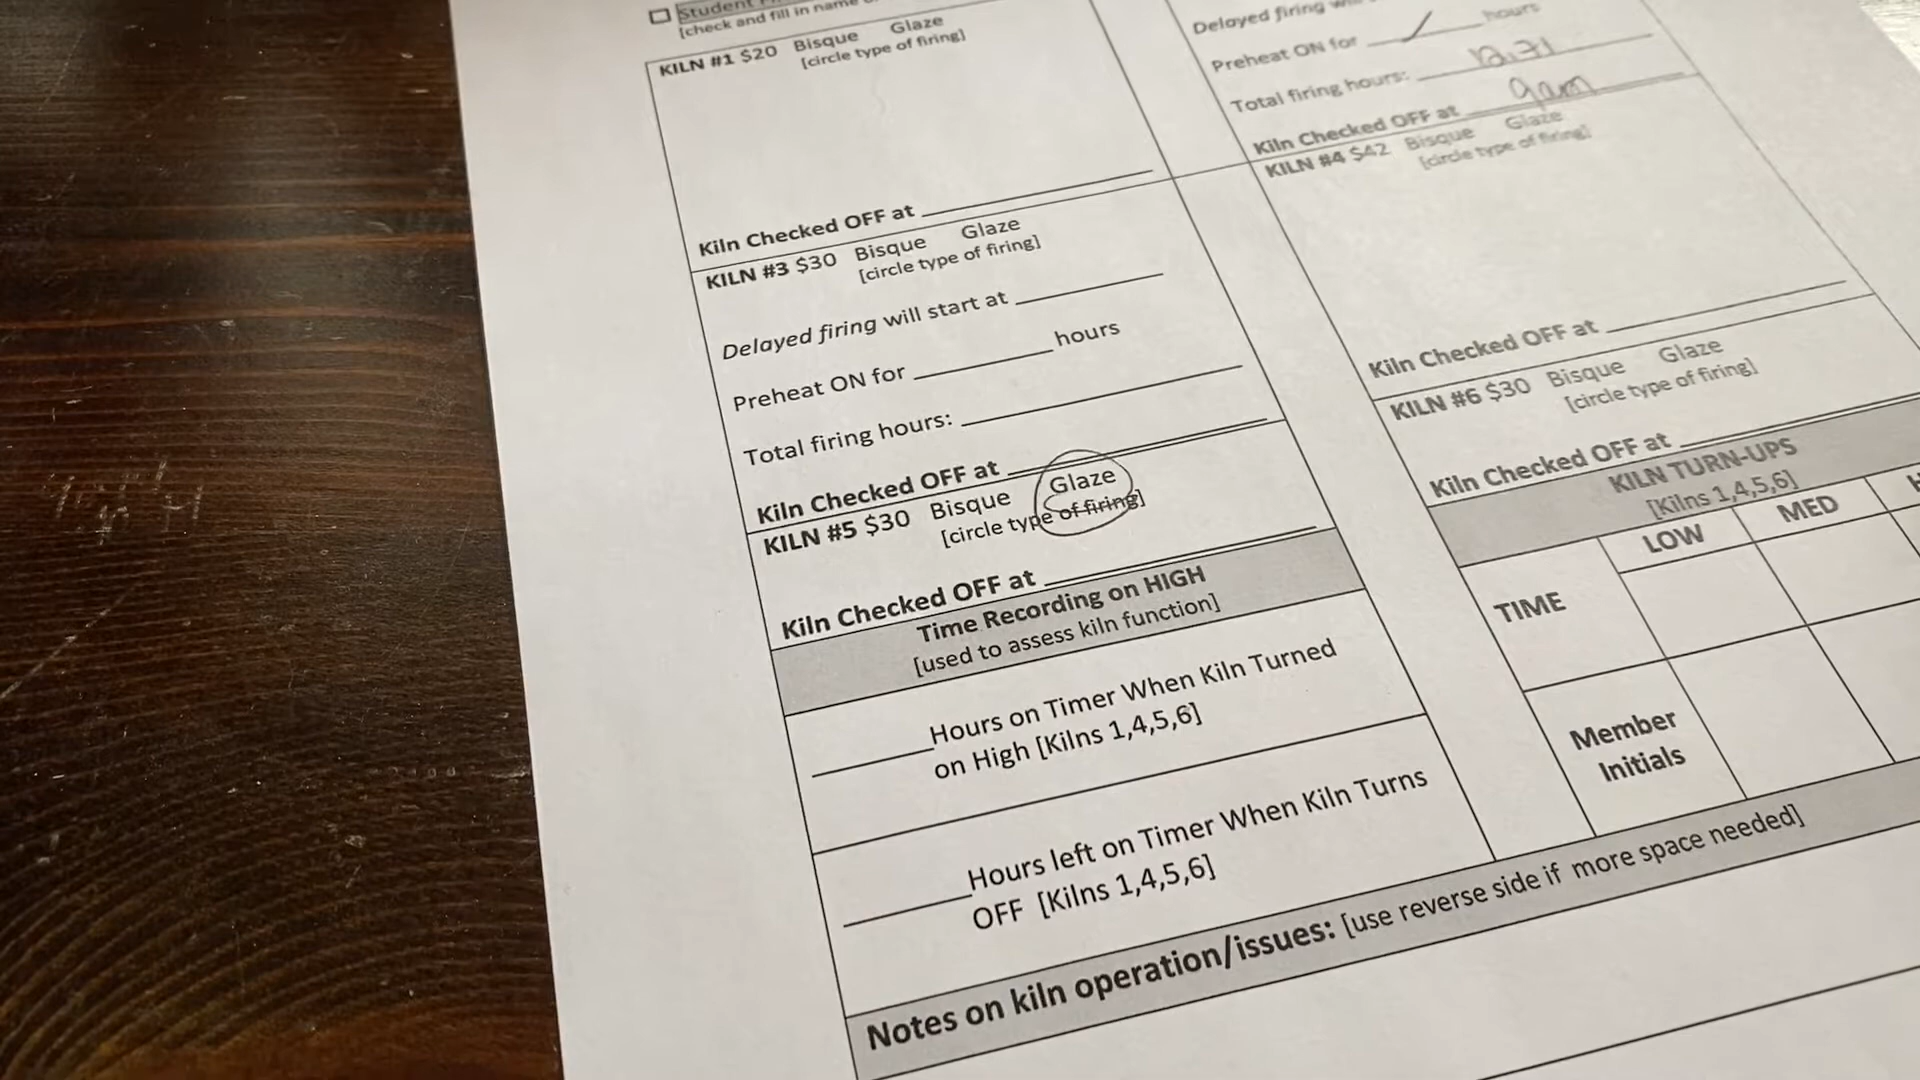 Student
[check and fill in name
KILN #1 $20 Bisque Glaze
[circle type of firing]
Kiln Checked OFF at
KILN #3 $30 Bisque Glaze
[circle type of firing]
Delayed firing will start at
Preheat ON for hours
Total firing hours:
Kiln Checked OFF at
KILN #5 $30 Bisque Glaze
[circle type of firing]
Kiln Checked OFF at
Time Recording on HIGH
[used to assess kiln function]
Hours on Timer When Kiln Turned
on High [Kilns 1,4,5,6]
Hours left on Timer When Kiln Turns
OFF [Kilns 1,4,5,6]
Delayed firing
Preheat ON for hours
Total firing hours:
Kiln Checked OFF at 9am
KILN #4 $42 Bisque Glaze
[circle type of firing]
Kiln Checked OFF at
KILN #6 $30 Bisque Glaze
[circle type of firing]
Kiln Checked OFF at
KILN TURN-UPS
[Kilns 1,4,5,6]
LOW MED
TIME
Member
Initials
Notes on kiln operation/issues: [use reverse side if more space needed]